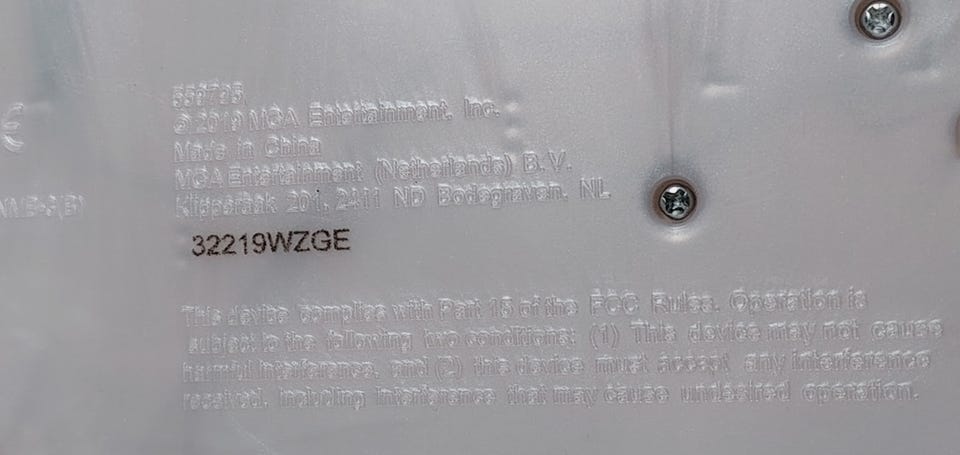 © 2019 MGA Entertainment, Inc.
Made in China
MGA Entertainment (Netherlands) B.V.
201, 2411 ND Bodegraven, NL
32219WZGE
This device complies with Part 15 of the FCC Rules. Operation is
subject to the following two conditions: (1) This device may not cause
harmful interference, and (2) this device must accept any interference
received, including interference that may cause undesired operation.